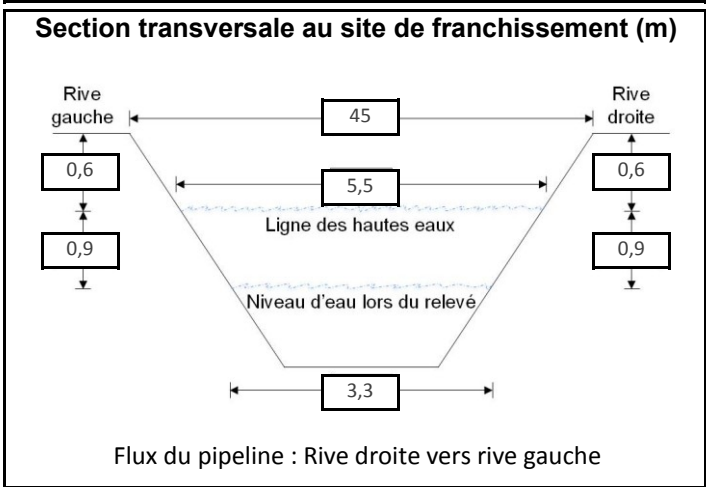 Section transversale au site de franchissement (m)
Rive gauche
Rive droite
45
0,6
0,6
5,5
Ligne des hautes eaux
0,9
0,9
Niveau d'eau lors du relevé
3,3
Flux du pipeline : Rive droite vers rive gauche